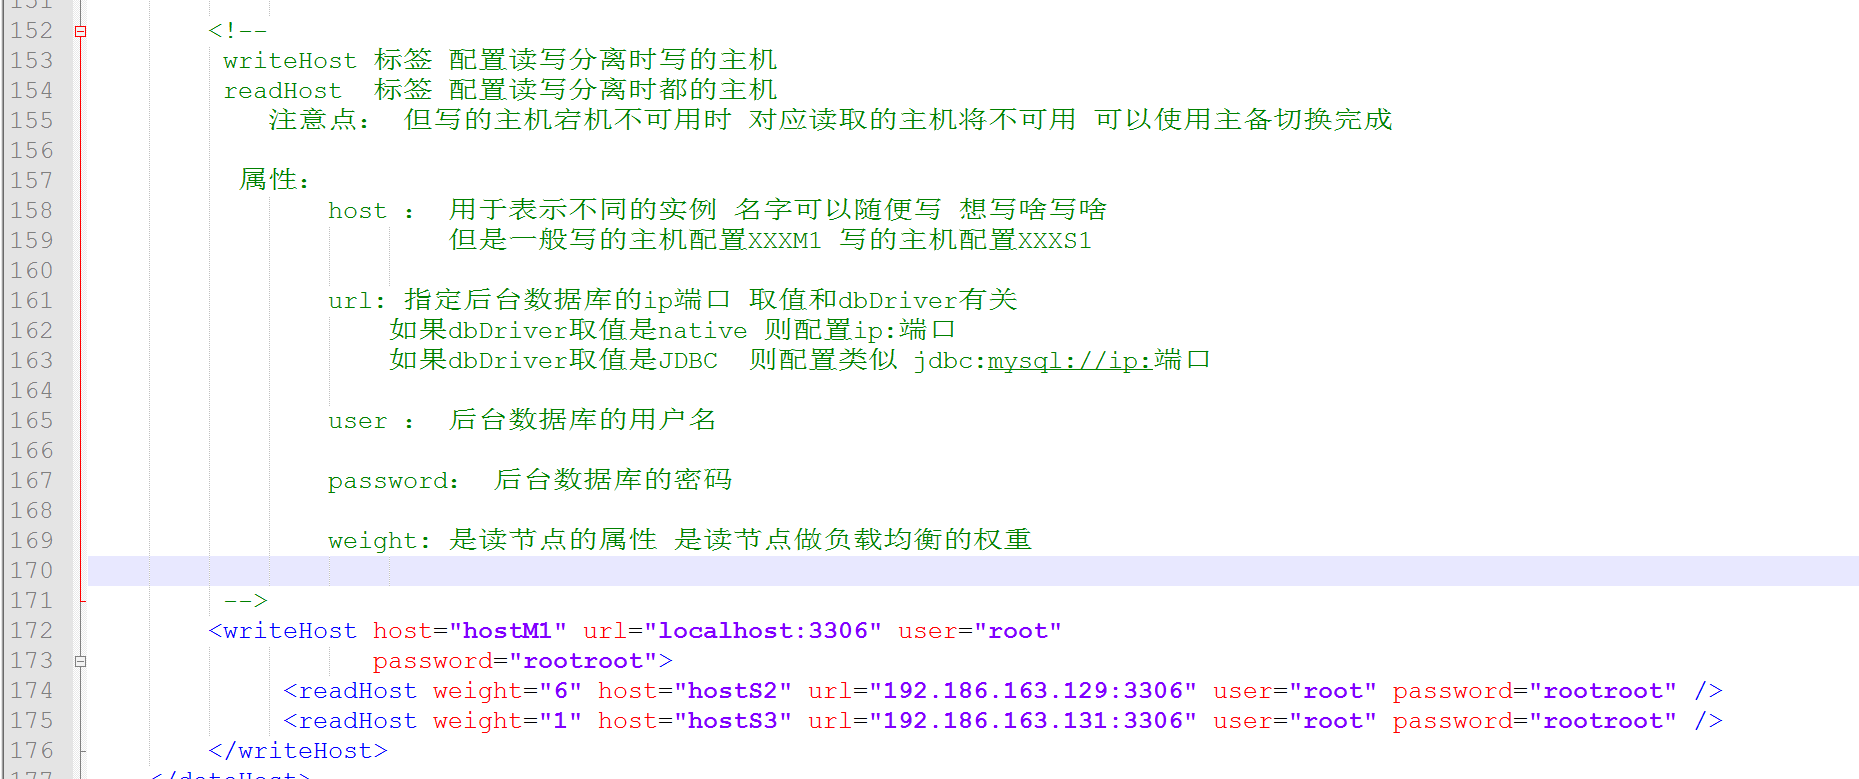 151
152 <!--
153 writeHost 标签 配置读写分离时写的主机
154 readHost 标签 配置读写分离时都的主机
155 注意点: 但写的主机宕机不可用时 对应读取的主机将不可用 可以使用主备切换完成
156
157 属性:
158 host : 用于表示不同的实例 名字可以随便写 想写啥写啥
159 但是一般写的主机配置XXXM1 写的主机配置XXXS1
160
161 url: 指定后台数据库的ip端口 取值和dbDriver有关
162 如果dbDriver取值是native 则配置ip:端口
163 如果dbDriver取值是JDBC 则配置类似 jdbc:mysql://ip:端口
164
165 user : 后台数据库的用户名
166
167 password: 后台数据库的密码
168
169 weight: 是读节点的属性 是读节点做负载均衡的权重
170
171 -->
172 <writeHost host="hostM1" url="localhost:3306" user="root"
173 password="rootroot">
174 <readHost weight="6" host="hostS2" url="192.186.163.129:3306" user="root" password="rootroot" />
175 <readHost weight="1" host="hostS3" url="192.186.163.131:3306" user="root" password="rootroot" />
176 </writeHost>
177 </dataHost>